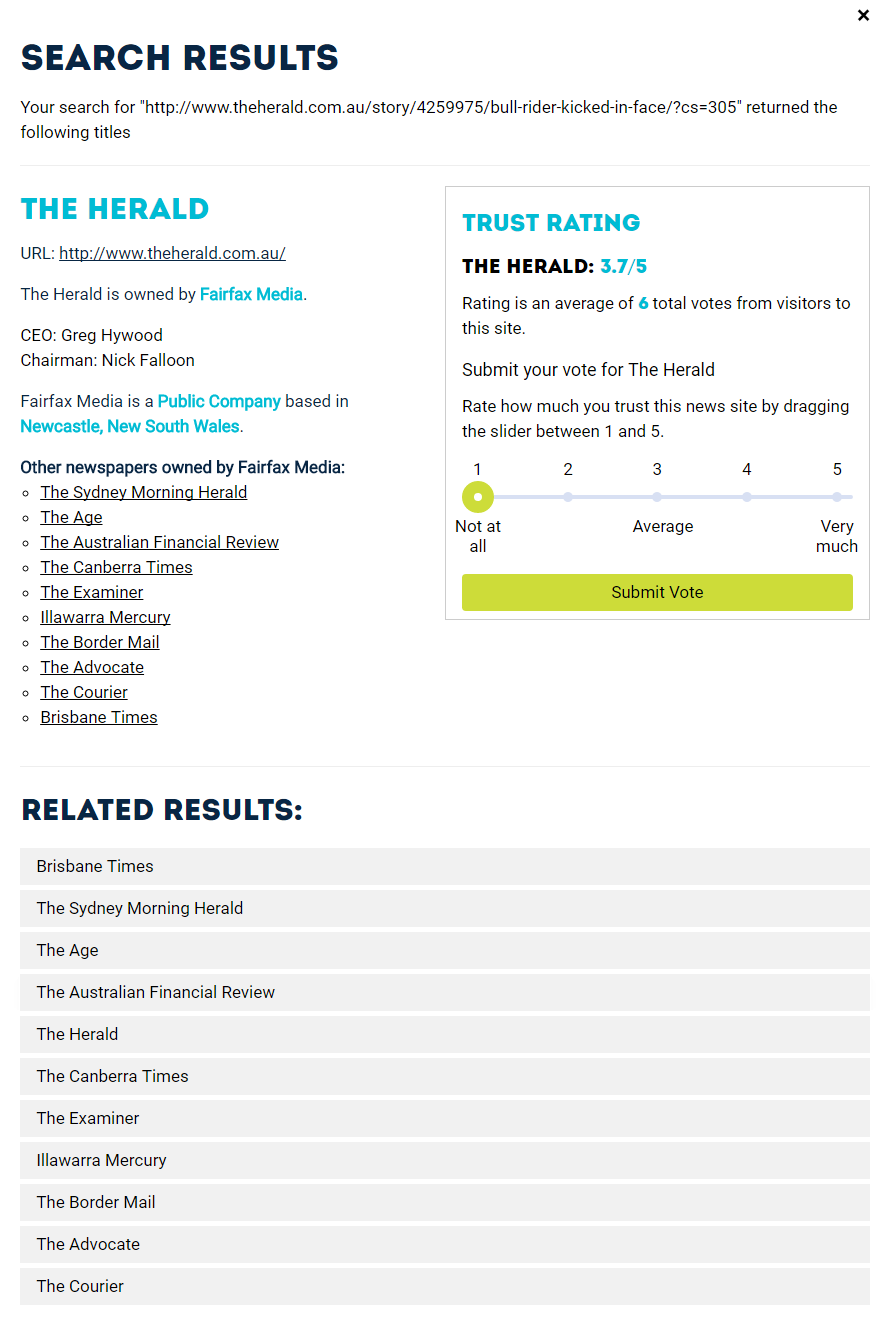 ×
SEARCH RESULTS
Your search for "http://www.theherald.com.au/story/4259975/bull-rider-kicked-in-face/?cs=305" returned the
following titles
THE HERALD
URL: http://www.theherald.com.au/
The Herald is owned by Fairfax Media.
CEO: Greg Hywood
Chairman: Nick Falloon
Fairfax Media is a Public Company based in
Newcastle, New South Wales.
Other newspapers owned by Fairfax Media:
The Sydney Morning Herald
The Age
The Australian Financial Review
The Canberra Times
The Examiner
Illawarra Mercury
The Border Mail
The Advocate
The Courier
Brisbane Times
TRUST RATING
THE HERALD: 3.7/5
Rating is an average of 6 total votes from visitors to
this site.
Submit your vote for The Herald
Rate how much you trust this news site by dragging
the slider between 1 and 5.
1 2 3 4 5
Not at Average Very
all much
Submit Vote
RELATED RESULTS:
Brisbane Times
The Sydney Morning Herald
The Age
The Australian Financial Review
The Herald
The Canberra Times
The Examiner
Illawarra Mercury
The Border Mail
The Advocate
The Courier